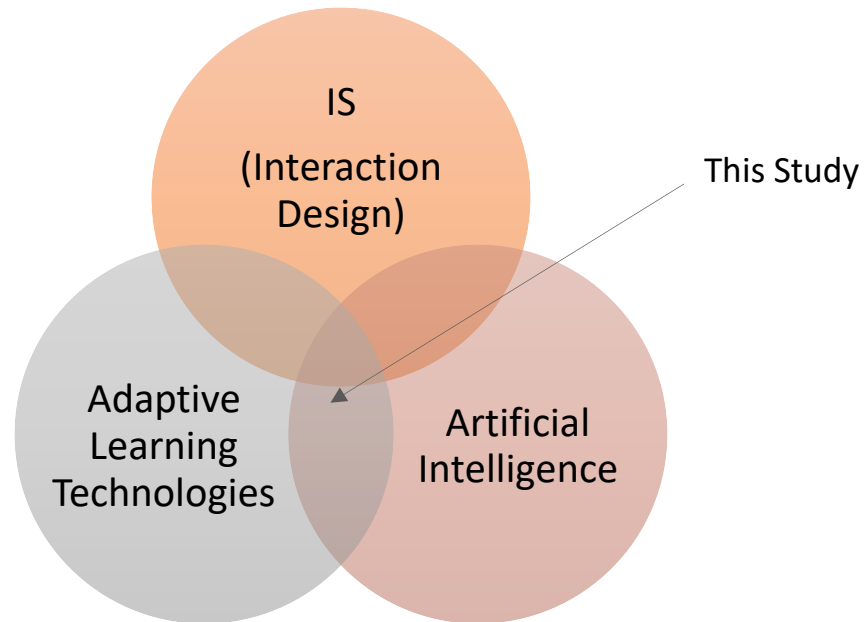 IS
(Interaction
Design)
This Study
Adaptive
Learning
Technologies
Artificial
Intelligence